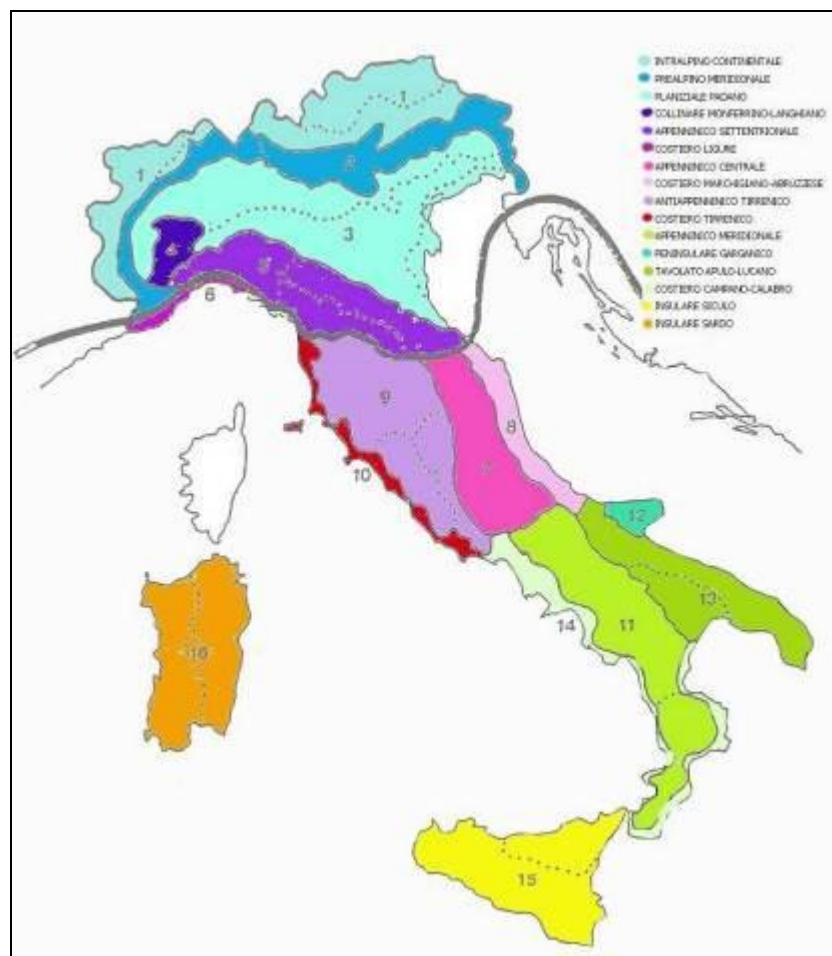 INTRALPINO CONTINENTALE
PREALPINO MERIDIONALE
PLANIZIALE PADANO
COLLINARE MONFERRINO-LANGHIANO
APPENNINICO SETTENTRIONALE
COSTIERO LIGURE
APPENNINICO CENTRALE
COSTIERO MARCHIGIANO-ABRUZZESE
ANTIAPPENNINICO TIRRENICO
COSTIERO TIRRENICO
APPENNINICO MERIDIONALE
PENINSULARE GARGANICO
TAVOLATO APULO-LUCANO
COSTIERO CAMPANO-CALABRO
INSULARE SICULO
INSULARE SARDO
1
1
2
3
4
5
6
9
8
7
10
12
13
11
14
16
15